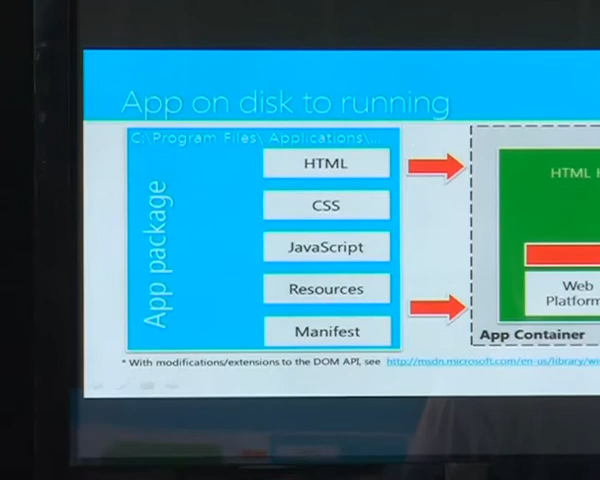 App on disk to running
C:\Program Files\ Applications\...
App package
HTML
CSS
JavaScript
Resources
Manifest
HTML
Web
Platform
App Container
* With modifications/extensions to the DOM API, see http://msdn.microsoft.com/en-us/library/wi